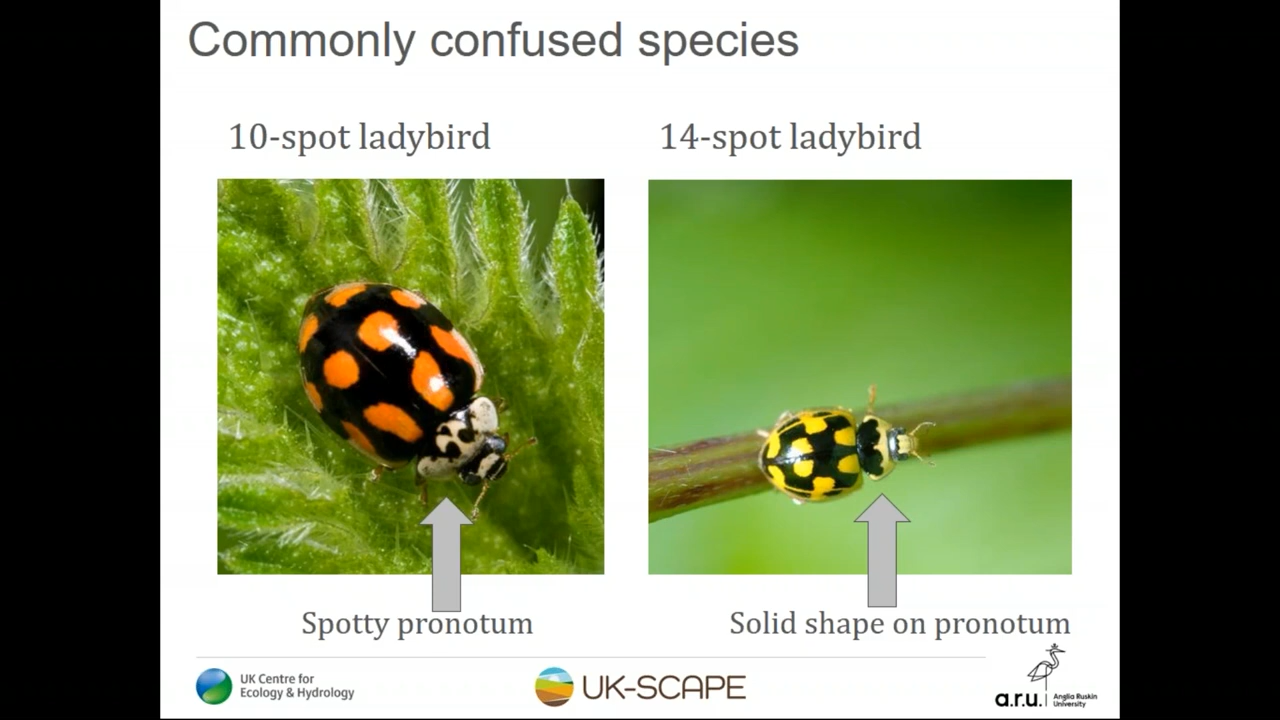 Commonly confused species
10-spot ladybird
14-spot ladybird
Spotty pronotum
Solid shape on pronotum
UK Centre for
Ecology & Hydrology
UK-SCAPE
a.r.u.
Anglia Ruskin
University